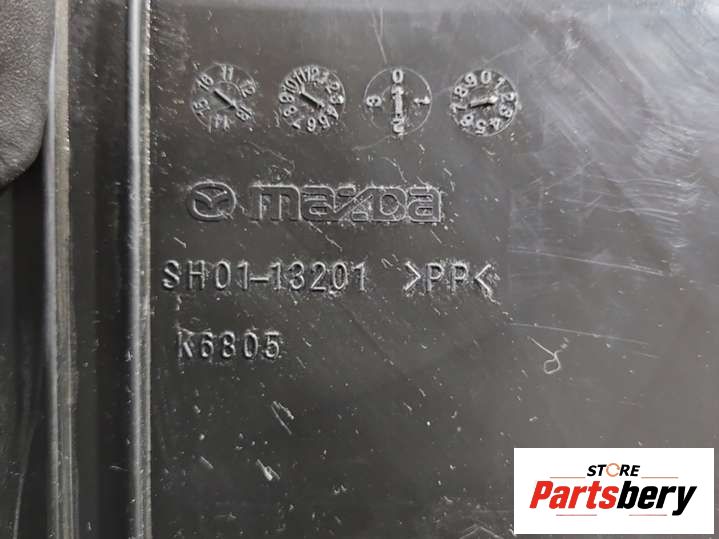 mazda
SH01-13201 >PP<
K6805
STORE
Partsbery